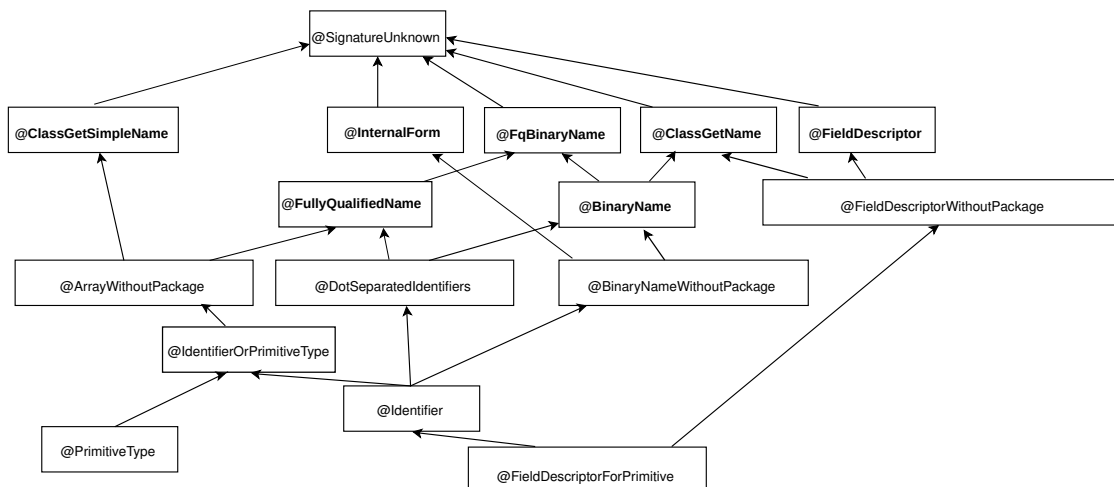 @SignatureUnknown
@ClassGetSimpleName
@InternalForm
@FqBinaryName
@ClassGetName
@FieldDescriptor
@FullyQualifiedName
@BinaryName
@FieldDescriptorWithoutPackage
@ArrayWithoutPackage
@DotSeparatedIdentifiers
@BinaryNameWithoutPackage
@IdentifierOrPrimitiveType
@Identifier
@PrimitiveType
@FieldDescriptorForPrimitive